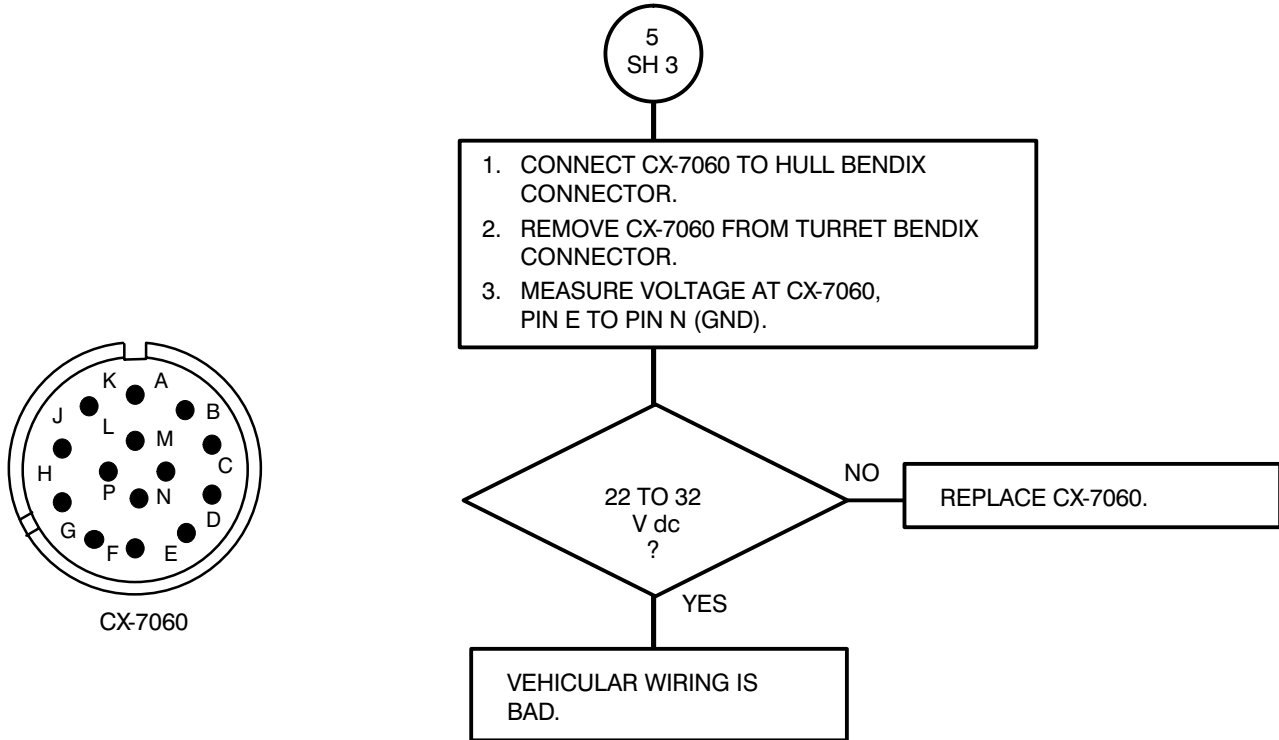 5
SH 3
1. CONNECT CX-7060 TO HULL BENDIX
CONNECTOR.
2. REMOVE CX-7060 FROM TURRET BENDIX
CONNECTOR.
3. MEASURE VOLTAGE AT CX-7060,
PIN E TO PIN N (GND).
K A
J B
L M
H C
P N
G D
F E
CX-7060
22 TO 32
V dc
?
NO
REPLACE CX-7060.
YES
VEHICULAR WIRING IS
BAD.